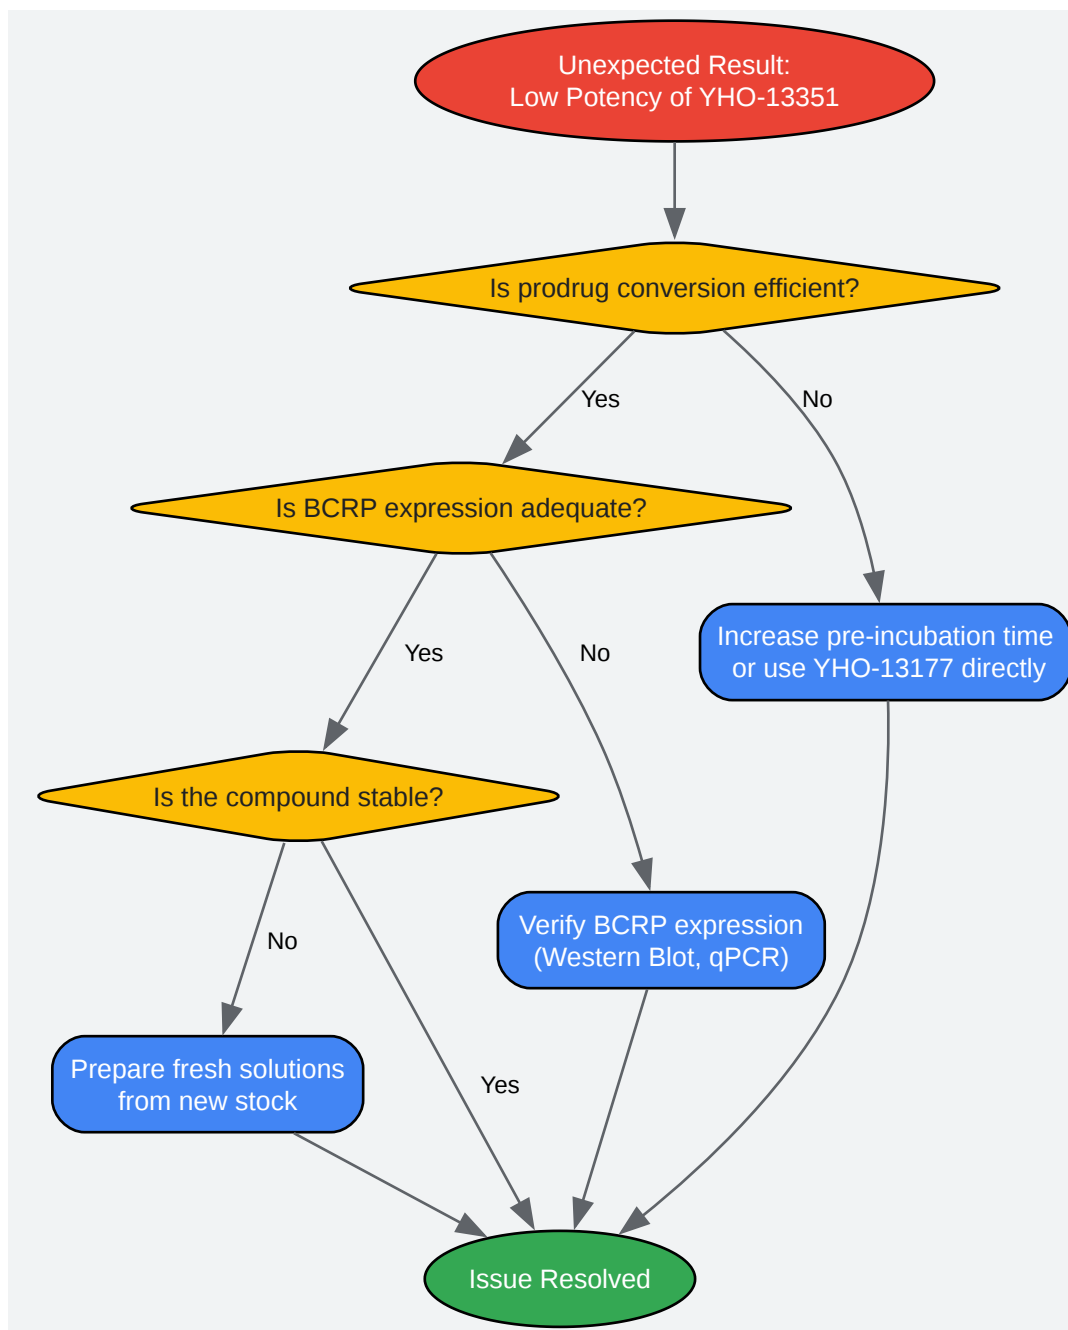 Unexpected Result:
Low Potency of YHO-13351
Is prodrug conversion efficient?
Yes
No
Is BCRP expression adequate?
Increase pre-incubation time
or use YHO-13177 directly
Yes
No
Is the compound stable?
Verify BCRP expression
(Western Blot, qPCR)
No
Prepare fresh solutions
from new stock
Yes
Issue Resolved